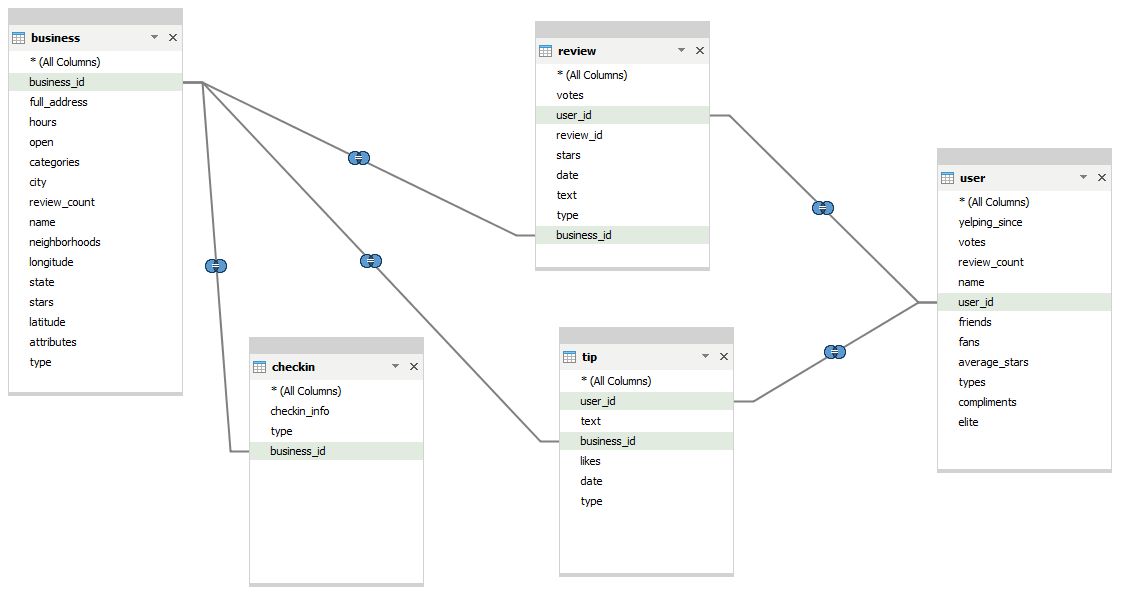 business
* (All Columns)
business_id
full_address
hours
open
categories
city
review_count
name
neighborhoods
longitude
state
stars
latitude
attributes
type
checkin
* (All Columns)
checkin_info
type
business_id
review
* (All Columns)
votes
user_id
review_id
stars
date
text
type
business_id
tip
* (All Columns)
user_id
text
business_id
likes
date
type
user
* (All Columns)
yelping_since
votes
review_count
name
user_id
friends
fans
average_stars
types
compliments
elite